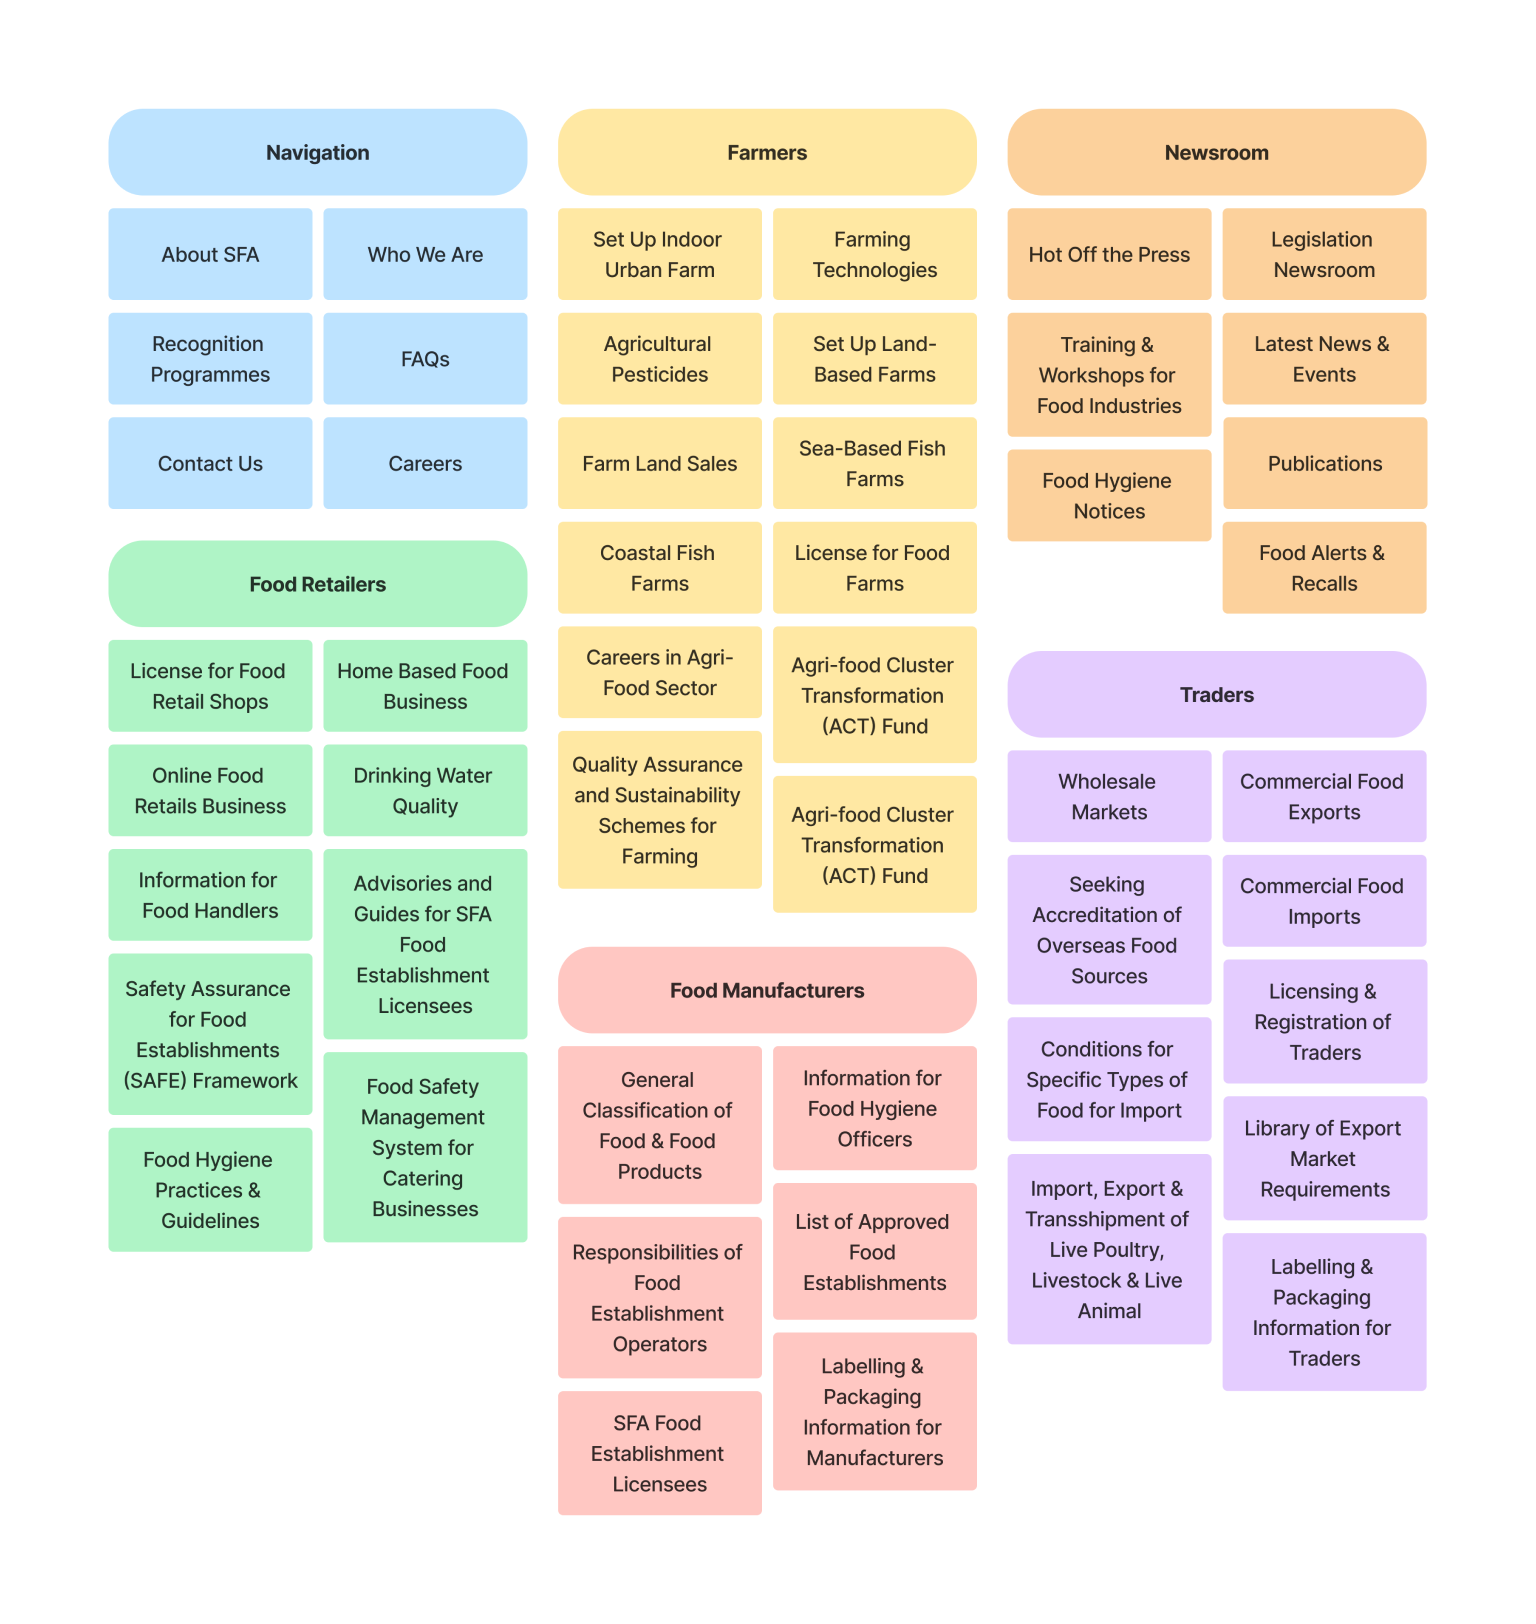 Navigation
About SFA
Who We Are
Recognition
Programmes
FAQs
Contact Us
Careers
Food Retailers
License for Food
Retail Shops
Home Based Food
Business
Online Food
Retails Business
Drinking Water
Quality
Information for
Food Handlers
Advisories and
Guides for SFA
Food
Establishment
Licensees
Safety Assurance
for Food
Establishments
(SAFE) Framework
Food Safety
Management
System for
Catering
Businesses
Food Hygiene
Practices &
Guidelines
Farmers
Set Up Indoor
Urban Farm
Farming
Technologies
Agricultural
Pesticides
Set Up Land-
Based Farms
Farm Land Sales
Sea-Based Fish
Farms
Coastal Fish
Farms
License for Food
Farms
Careers in Agri-
Food Sector
Agri-food Cluster
Transformation
(ACT) Fund
Quality Assurance
and Sustainability
Schemes for
Farming
Agri-food Cluster
Transformation
(ACT) Fund
Food Manufacturers
General
Classification of
Food & Food
Products
Information for
Food Hygiene
Officers
Responsibilities of
Food
Establishment
Operators
List of Approved
Food
Establishments
SFA Food
Establishment
Licensees
Labelling &
Packaging
Information for
Manufacturers
Newsroom
Hot Off the Press
Legislation
Newsroom
Training &
Workshops for
Food Industries
Latest News &
Events
Food Hygiene
Notices
Publications
Food Alerts &
Recalls
Traders
Wholesale
Markets
Commercial Food
Exports
Seeking
Accreditation of
Overseas Food
Sources
Commercial Food
Imports
Conditions for
Specific Types of
Food for Import
Licensing &
Registration of
Traders
Import, Export &
Transshipment of
Live Poultry,
Livestock & Live
Animal
Library of Export
Market
Requirements
Labelling &
Packaging
Information for
Traders